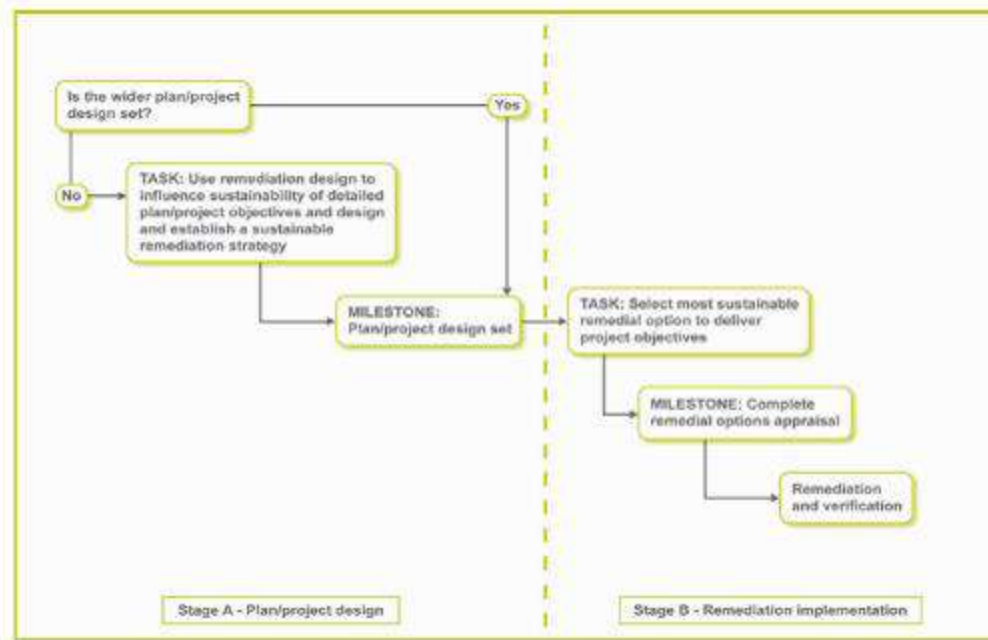 Is the wider plan/project
design set?
Yes
No
TASK: Use remediation design to
influence sustainability of detailed
plan/project objectives and design
and establish a sustainable
remediation strategy
MILESTONE:
Plan/project design set
TASK: Select most sustainable
remedial option to deliver
project objectives
MILESTONE: Complete
remedial options appraisal
Remediation
and verification
Stage A - Plan/project design
Stage B - Remediation implementation